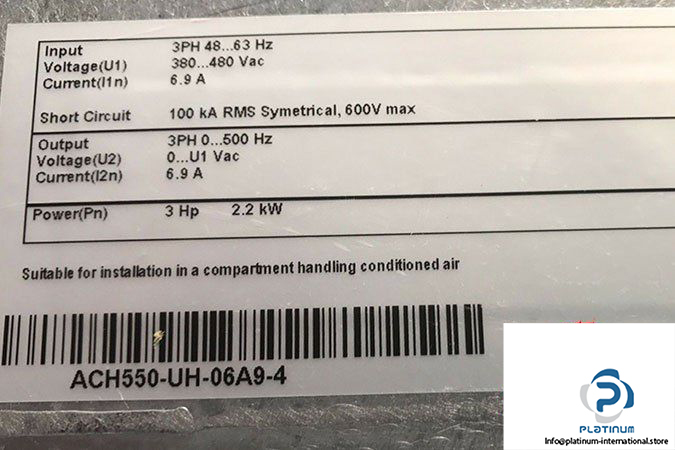 Input 3PH 48...63 Hz
Voltage(U1) 380...480 Vac
Current(I1n) 6.9 A
Short Circuit 100 kA RMS Symetrical, 600V max
Output 3PH 0...500 Hz
Voltage(U2) 0...U1 Vac
Current(I2n) 6.9 A
Power(Pn) 3 Hp 2.2 kW
Suitable for installation in a compartment handling conditioned air
ACH550-UH-06A9-4
PLATINUM
Info@platinum-international.store